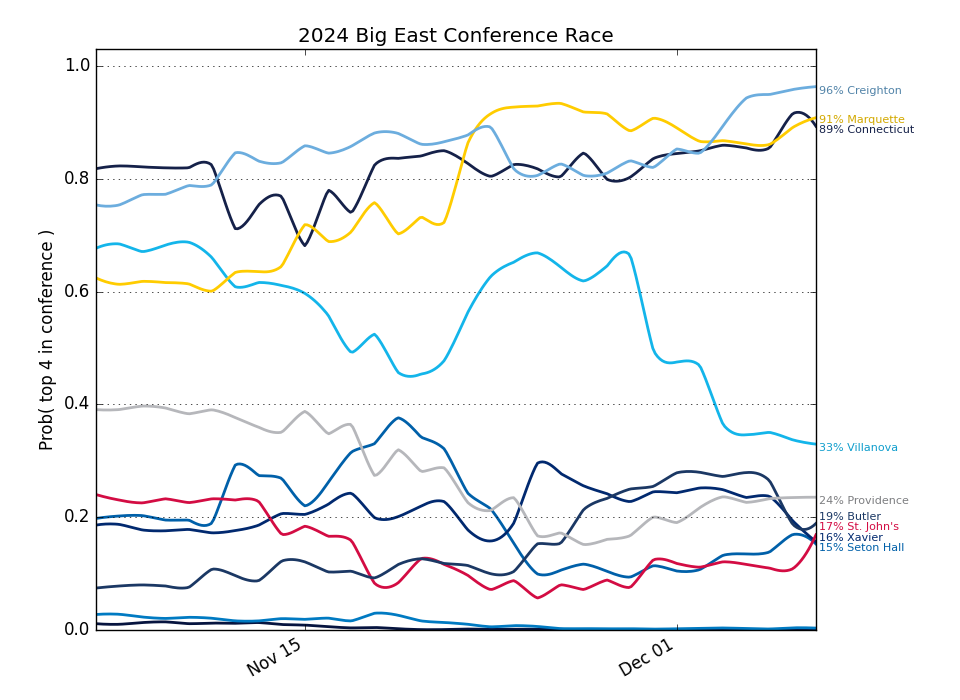 2024 Big East Conference Race
1.0
0.8
0.6
0.4
0.2
0.0
Prob( top 4 in conference )
Nov 15
Dec 01
96% Creighton
91% Marquette
89% Connecticut
33% Villanova
24% Providence
19% Butler
17% St. John's
16% Xavier
15% Seton Hall